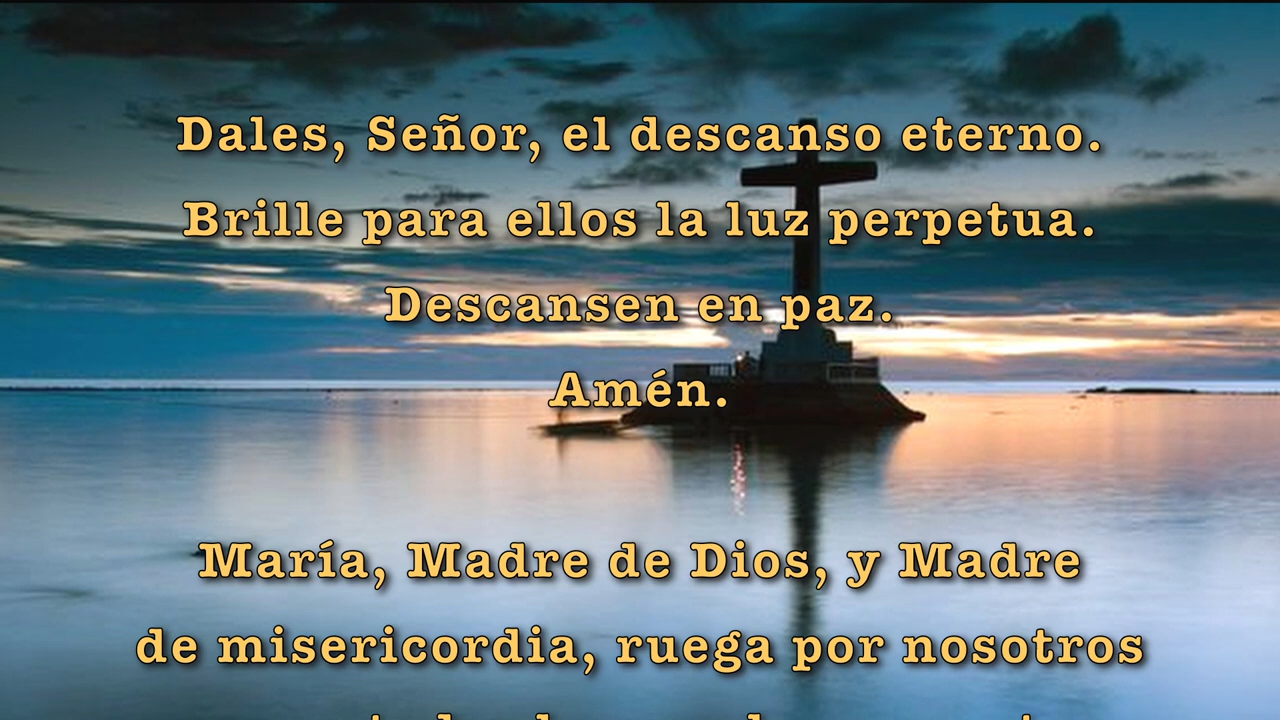 Dales, Señor, el descanso eterno.
Brille para ellos la luz perpetua.
Descansen en paz.
Amén.
María, Madre de Dios, y Madre
de misericordia, ruega por nosotros